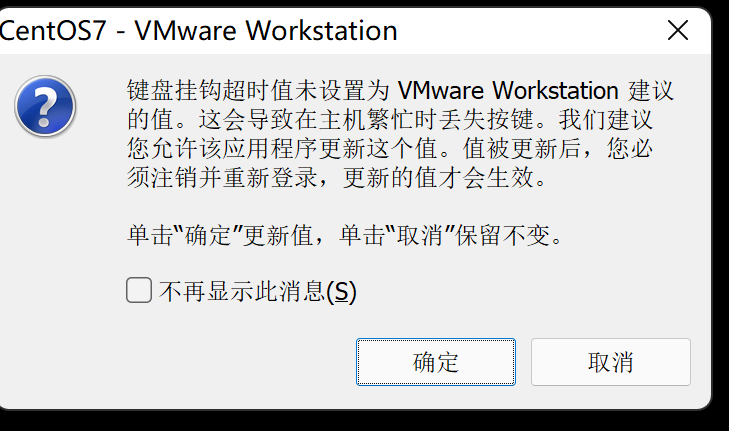 CentOS7 - VMware Workstation
键盘挂钩超时值未设置为 VMware Workstation 建议
的值。这会导致在主机繁忙时丢失按键。我们建议
您允许该应用程序更新这个值。值被更新后，您必
须注销并重新登录，更新的值才会生效。
单击“确定”更新值，单击“取消”保留不变。
不再显示此消息(S)
确定
取消